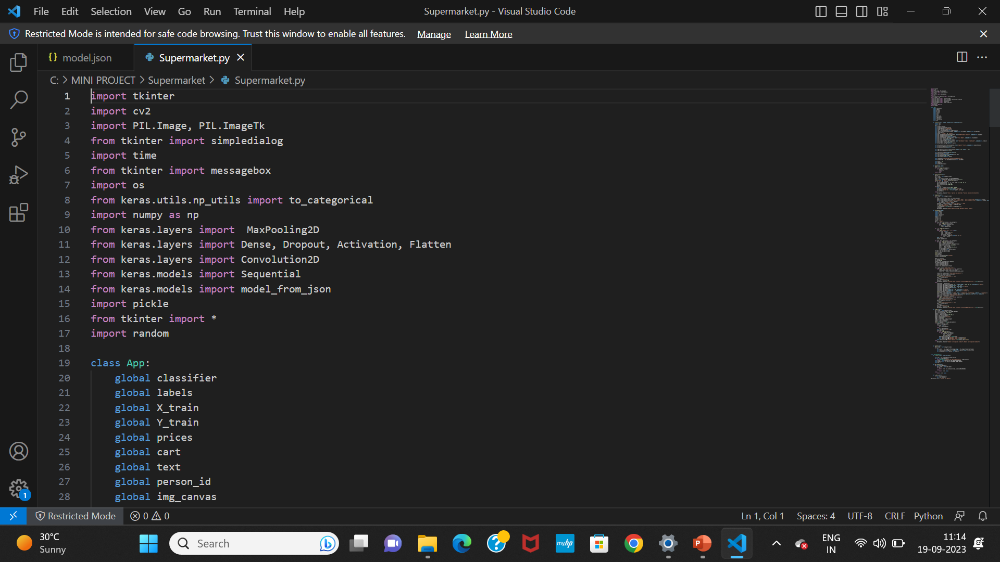 File Edit Selection View Go Run Terminal Help
Supermarket.py - Visual Studio Code
Restricted Mode is intended for safe code browsing. Trust this window to enable all features. Manage Learn More
{} model.json
Supermarket.py
C: > MINI PROJECT > Supermarket > Supermarket.py
1 import tkinter
2 import cv2
3 import PIL.Image, PIL.ImageTk
4 from tkinter import simpledialog
5 import time
6 from tkinter import messagebox
7 import os
8 from keras.utils.np_utils import to_categorical
9 import numpy as np
10 from keras.layers import  MaxPooling2D
11 from keras.layers import Dense, Dropout, Activation, Flatten
12 from keras.layers import Convolution2D
13 from keras.models import Sequential
14 from keras.models import model_from_json
15 import pickle
16 from tkinter import *
17 import random
18
19 class App:
20     global classifier
21     global labels
22     global X_train
23     global Y_train
24     global prices
25     global cart
26     global text
27     global person_id
28     global img_canvas
1
Restricted Mode 0 0 Ln 1, Col 1 Spaces: 4 UTF-8 CRLF Python
30°C
Sunny
Search
myhp
ENG
IN
11:14
19-09-2023